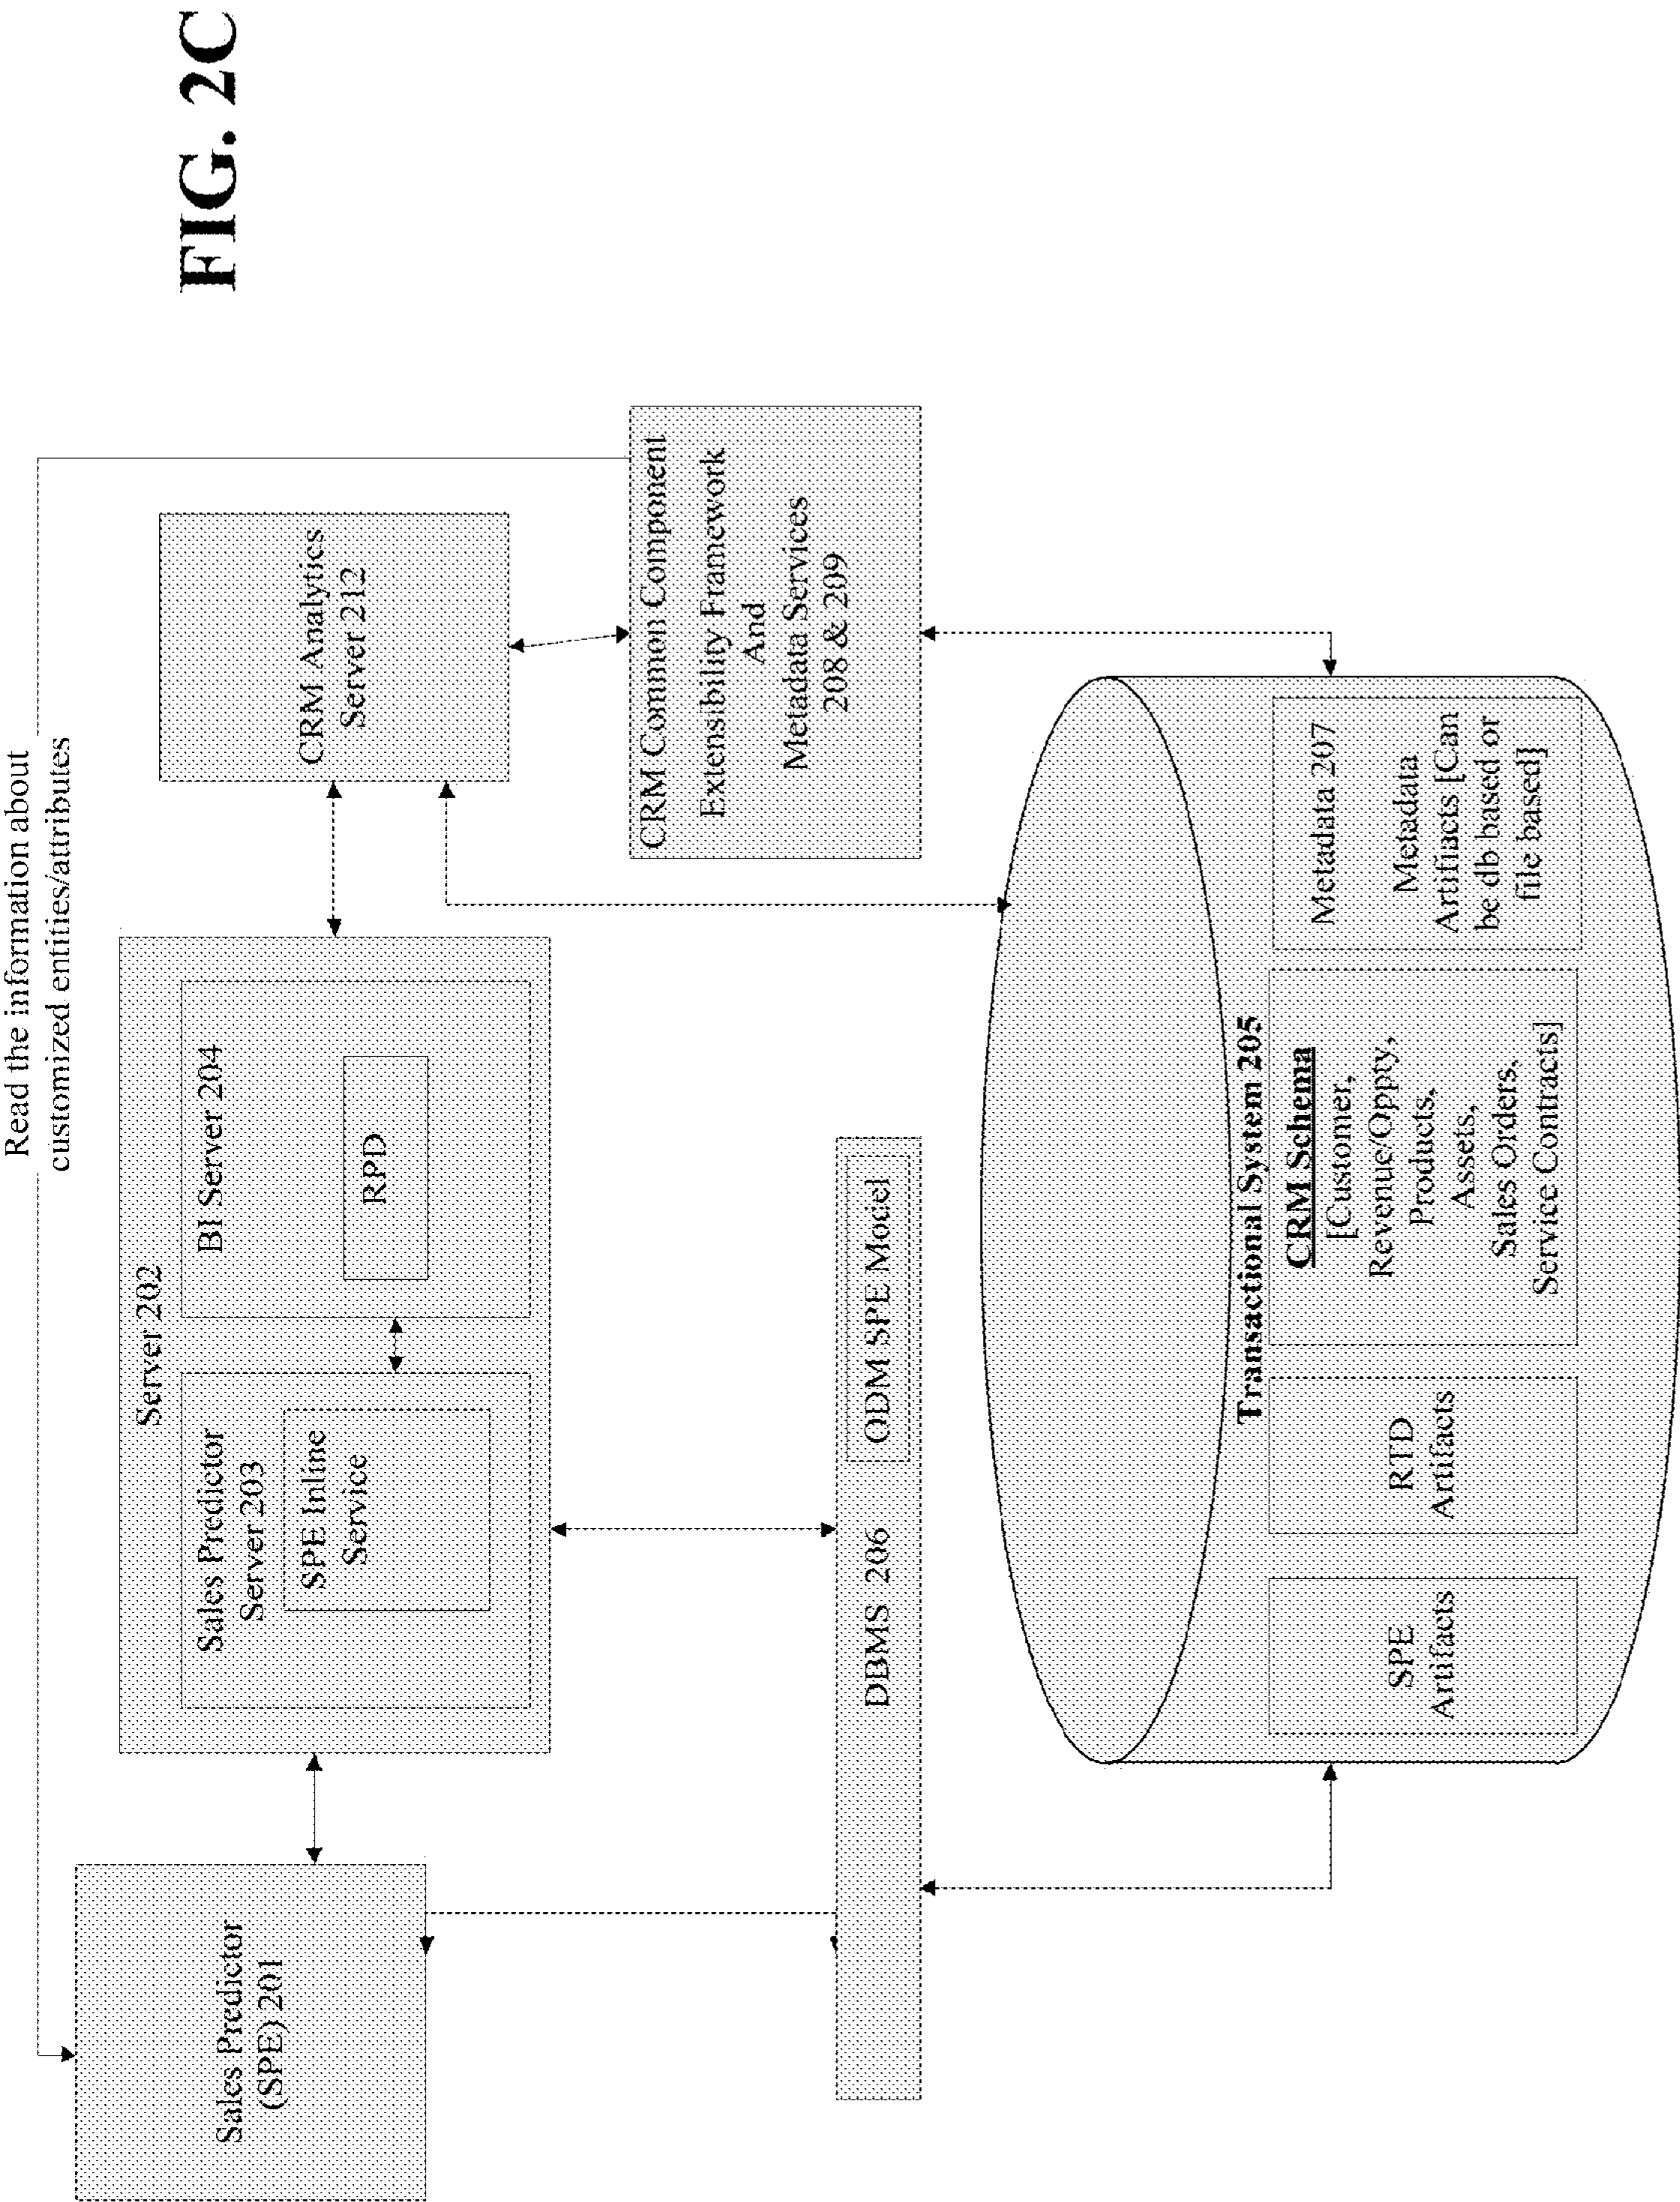 Read the information about
customized entities/attributes
Sales Predictor
(SPE) 201
Server 202
Sales Predictor
Server 203
SPE Inline
Service
BI Server 204
RPD
CRM Analytics
Server 212
CRM Common Component
Extensibility Framework
And
Metadata Services
208 & 209
DBMS 206
ODM SPE Model
Transactional System 205
SPE
Artifacts
RTD
Artifacts
CRM Schema
[Customer,
Revenue/Oppty,
Products,
Assets,
Sales Orders,
Service Contracts]
Metadata 207
Metadata
Artifiacts [Can
be db based or
file based]
FIG. 2C